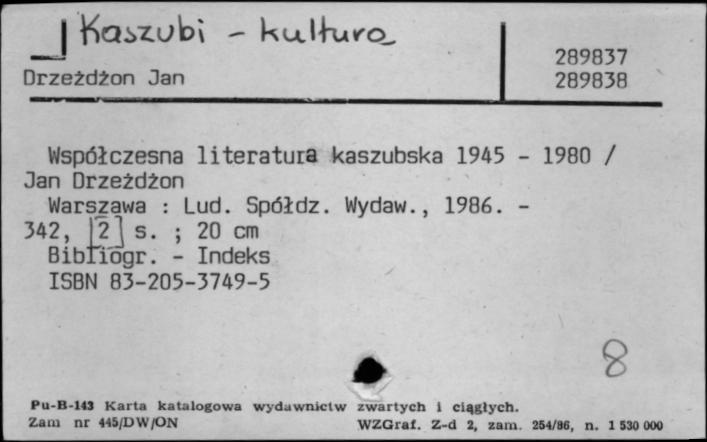 Kaszubi - kultura
289837
Drzeżdżon Jan
289838
Współczesna literatura kaszubska 1945 - 1980 /
Jan Drzeżdżon
Warszawa : Lud. Spółdz. Wydaw., 1986. -
342, [2] s. ; 20 cm
Bibliogr. - Indeks
ISBN 83-205-3749-5
8
Pu-B-143 Karta katalogowa wydawnictw zwartych i ciągłych.
Zam nr 445/DW/ON WZGraf. Z-d 2, zam. 254/86, n. 1 530 000